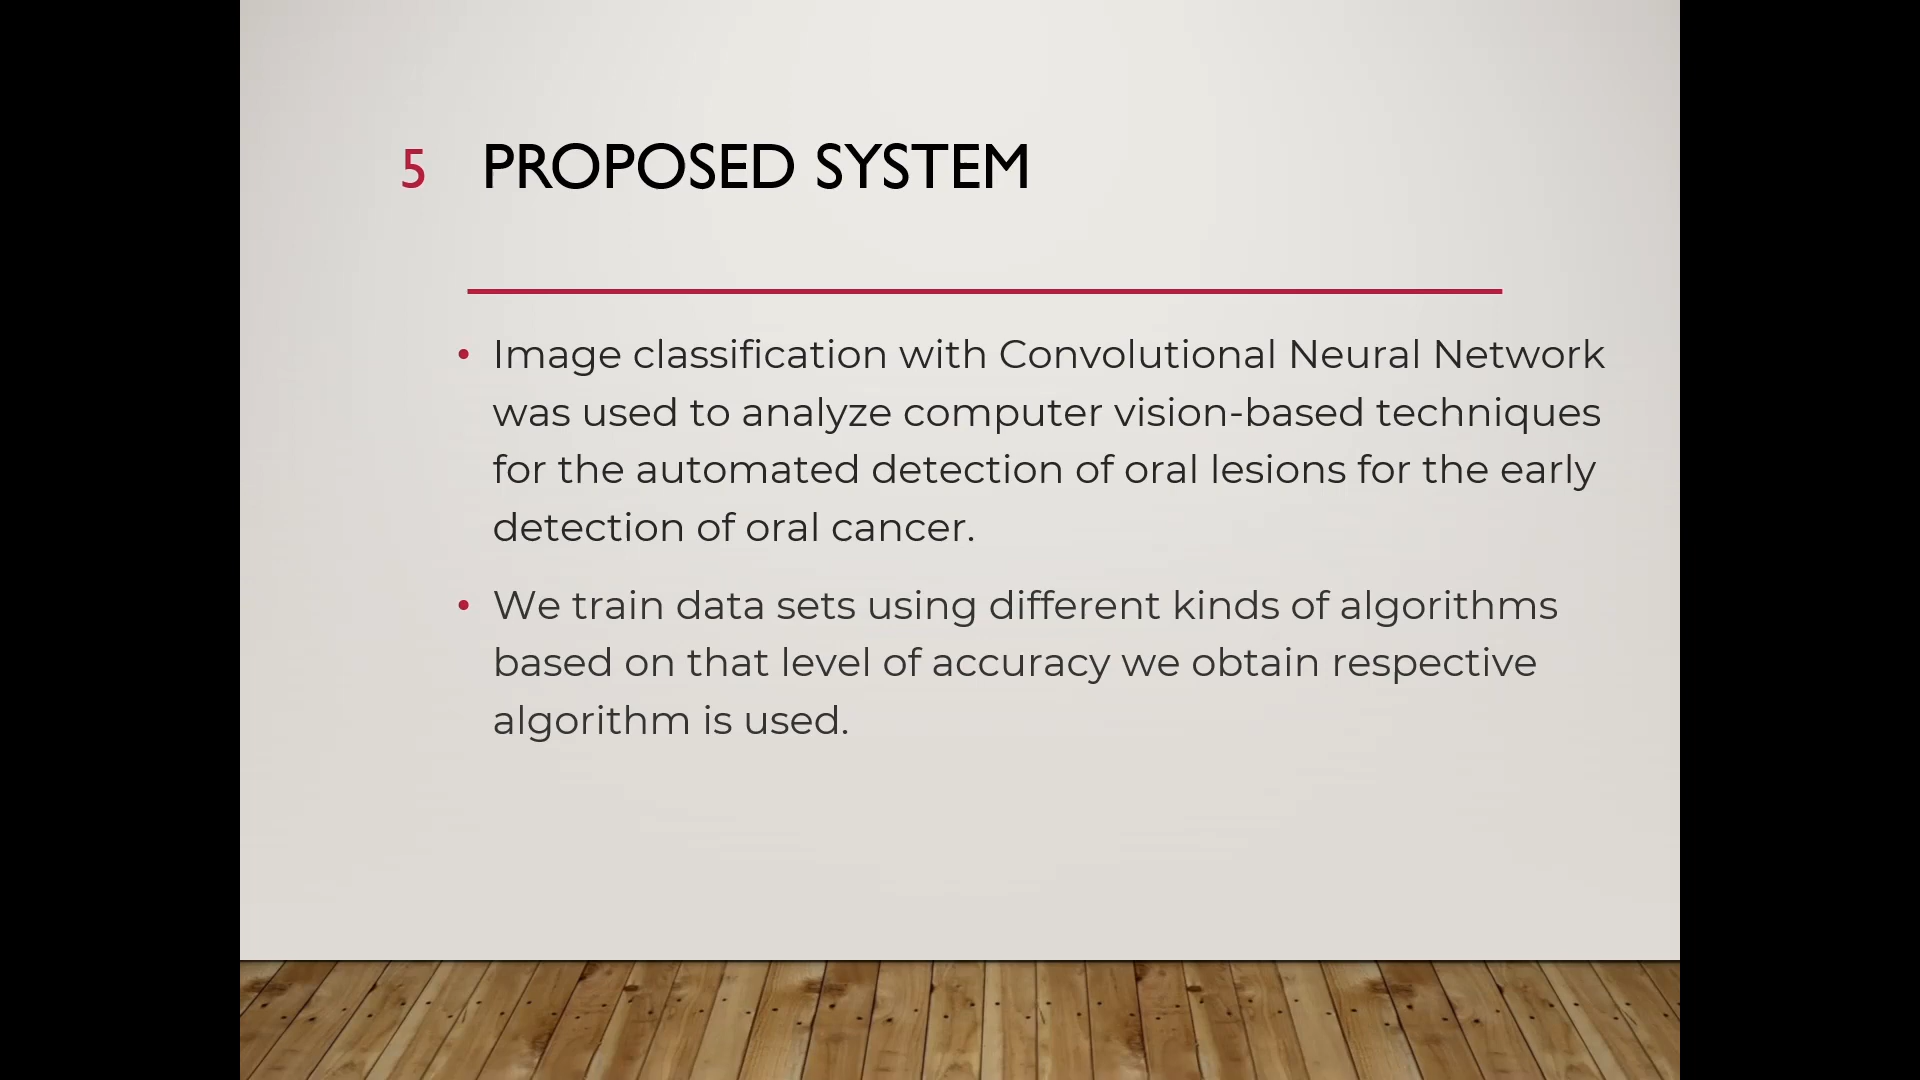 5 PROPOSED SYSTEM
• Image classification with Convolutional Neural Network
was used to analyze computer vision-based techniques
for the automated detection of oral lesions for the early
detection of oral cancer.
• We train data sets using different kinds of algorithms
based on that level of accuracy we obtain respective
algorithm is used.